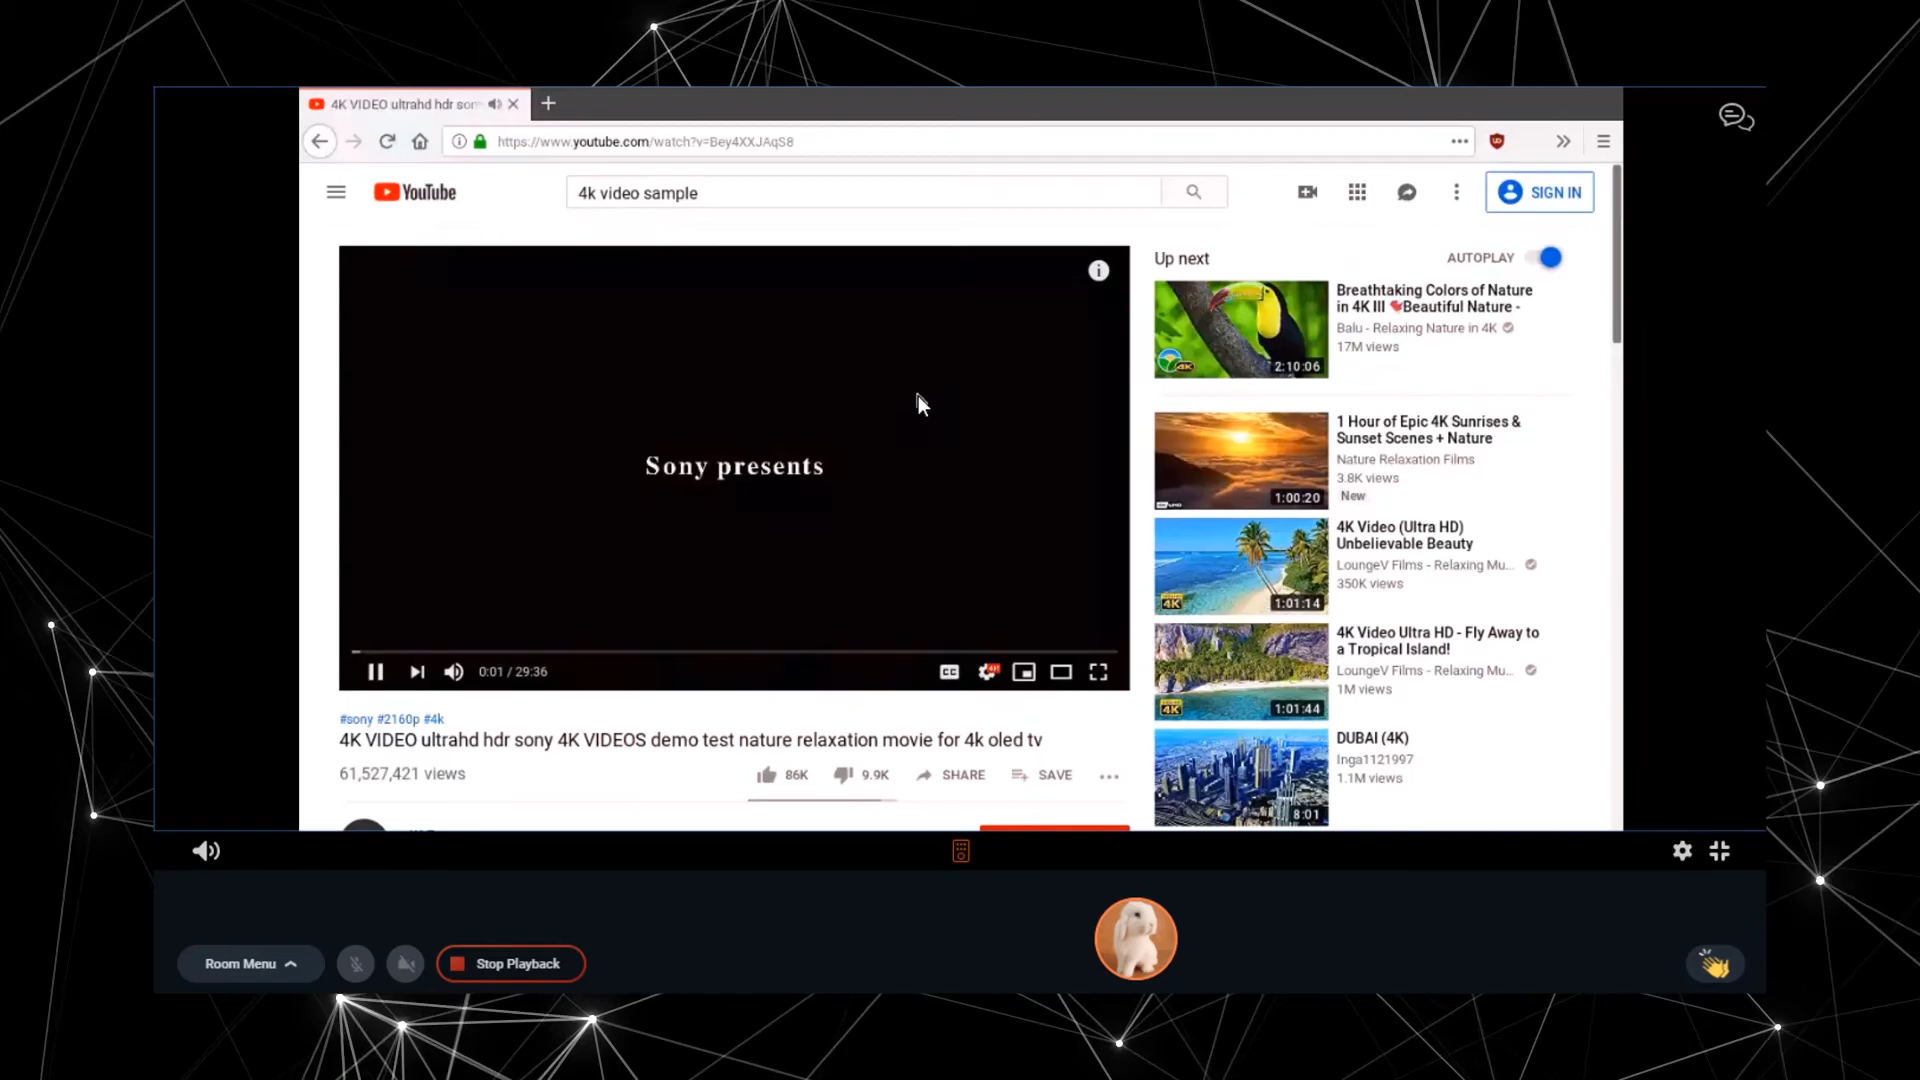 4K VIDEO ultrahd hdr son
https://www.youtube.com/watch?v=Bey4XXJAqS8
YouTube
4k video sample
SIGN IN
Sony presents
0:01 / 29:36
CC
#sony #2160p #4k
4K VIDEO ultrahd hdr sony 4K VIDEOS demo test nature relaxation movie for 4k oled tv
61,527,421 views
86K
9.9K
SHARE
SAVE
Up next
AUTOPLAY
4K
2:10:06
Breathtaking Colors of Nature
in 4K III 💘Beautiful Nature -
Balu - Relaxing Nature in 4K
17M views
1:00:20
1 Hour of Epic 4K Sunrises &
Sunset Scenes + Nature
Nature Relaxation Films
3.8K views
New
4K
1:01:14
4K Video (Ultra HD)
Unbelievable Beauty
LoungeV Films - Relaxing Mu...
350K views
4K
1:01:44
4K Video Ultra HD - Fly Away to
a Tropical Island!
LoungeV Films - Relaxing Mu...
1M views
8:01
DUBAI (4K)
Inga1121997
1.1M views
Room Menu
Stop Playback